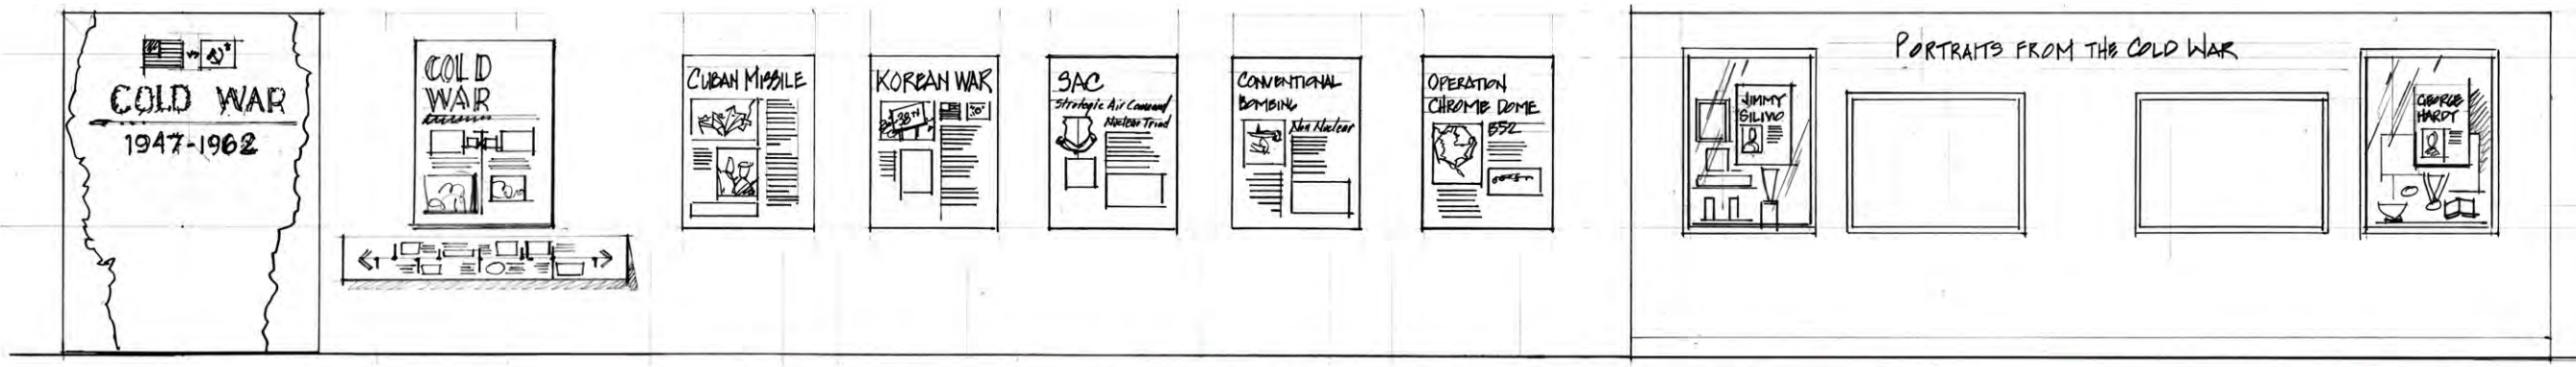 VS
COLD WAR
1947-1962
COLD
WAR
CUBAN MISSILE
KOREAN WAR
38TH
SAC
Strategic Air Command
Nuclear Triad
CONVENTIONAL
BOMBING
Non Nuclear
OPERATION
CHROME DOME
B52
PORTRAITS FROM THE COLD WAR
JIMMY
GEORGE
HARDY